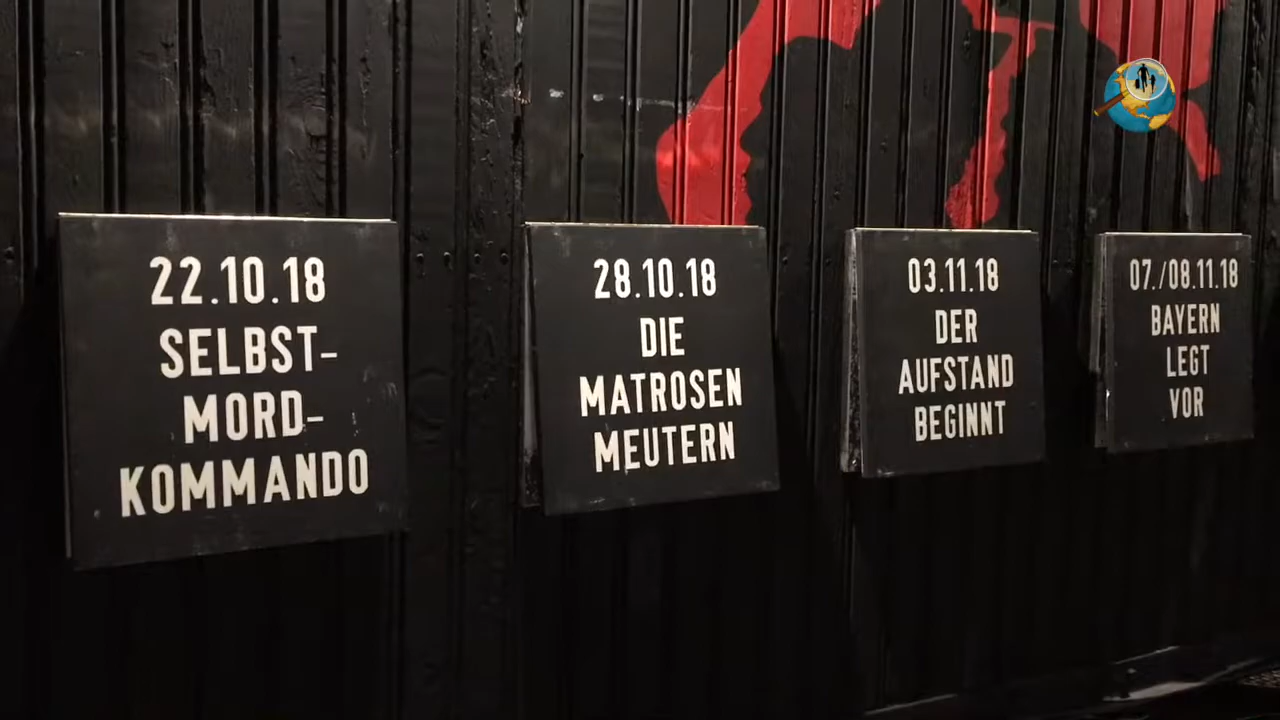 22.10.18
SELBST-
MORD-
KOMMANDO
28.10.18
DIE
MATROSEN
MEUTERN
03.11.18
DER
AUFSTAND
BEGINNT
07./08.11.18
BAYERN
LEGT
VOR